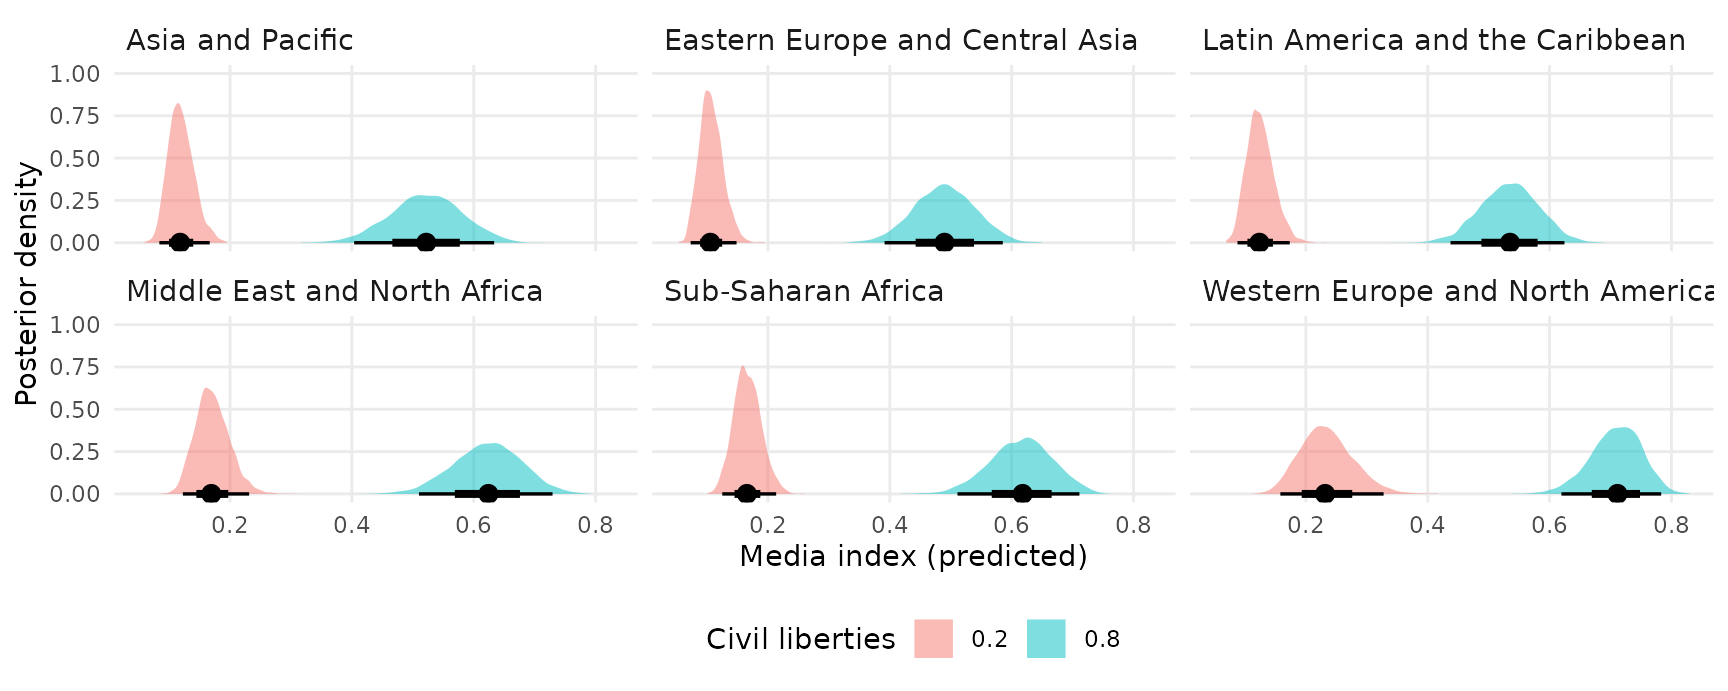 Asia and Pacific
Eastern Europe and Central Asia
Latin America and the Caribbean
1.00
0.75
0.50
0.25
0.00
Middle East and North Africa
Sub-Saharan Africa
Western Europe and North America
1.00
0.75
0.50
0.25
0.00
Posterior density
0.2 0.4 0.6 0.8
0.2 0.4 0.6 0.8
0.2 0.4 0.6 0.8
Media index (predicted)
Civil liberties 0.2 0.8